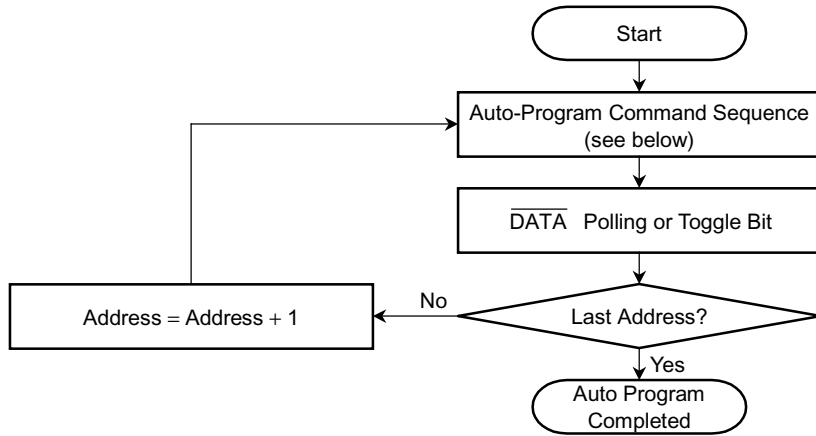 Start
Auto-Program Command Sequence
(see below)
DATA Polling or Toggle Bit
Last Address?
No
Address = Address + 1
Yes
Auto Program
Completed